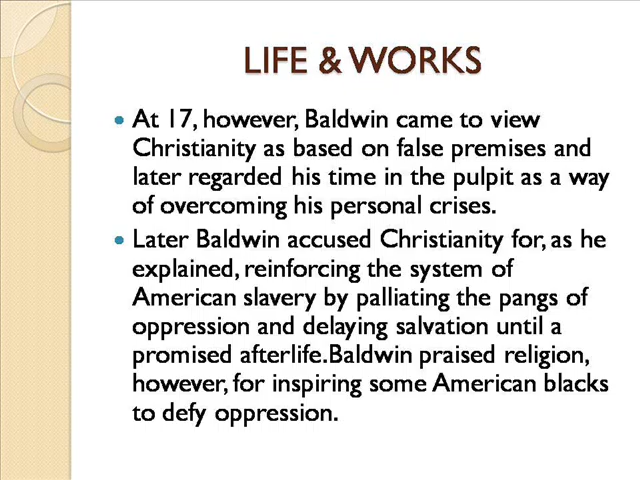 LIFE & WORKS
At 17, however, Baldwin came to view
Christianity as based on false premises and
later regarded his time in the pulpit as a way
of overcoming his personal crises.
Later Baldwin accused Christianity for, as he
explained, reinforcing the system of
American slavery by palliating the pangs of
oppression and delaying salvation until a
promised afterlife.Baldwin praised religion,
however, for inspiring some American blacks
to defy oppression.